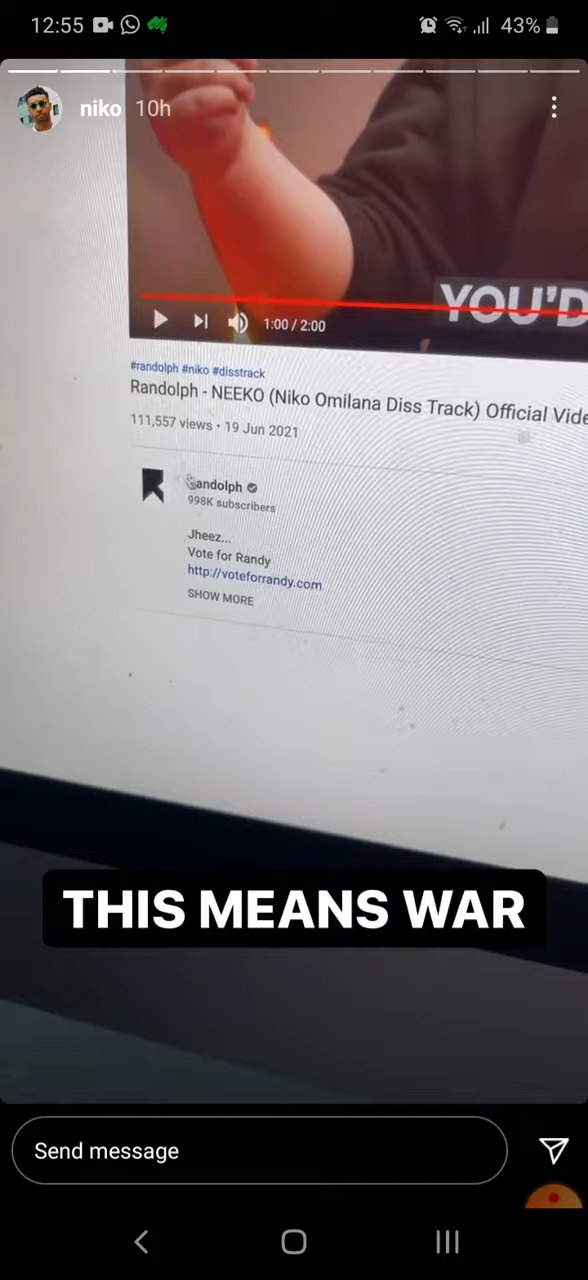 12:55
43%
niko 10h
YOU'D
1:00 / 2:00
#randolph #niko #disstrack
Randolph - NEEKO (Niko Omilana Diss Track) Official Vide
111,557 views • 19 Jun 2021
andolph
998K subscribers
Jheez...
Vote for Randy
http://voteforrandy.com
SHOW MORE
THIS MEANS WAR
Send message